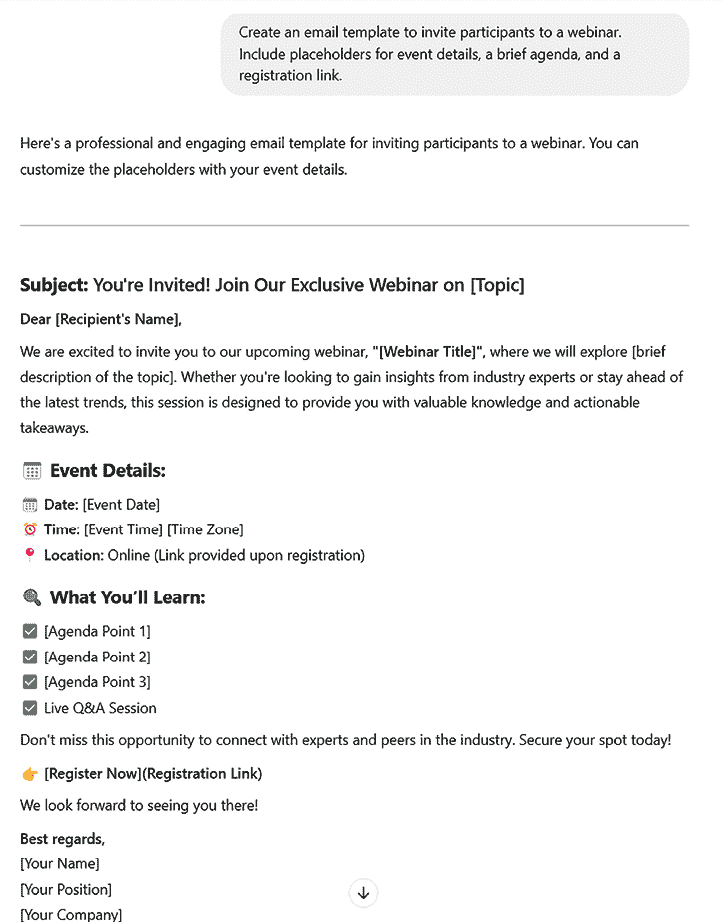 Create an email template to invite participants to a webinar.
Include placeholders for event details, a brief agenda, and a
registration link.
Here's a professional and engaging email template for inviting participants to a webinar. You can
customize the placeholders with your event details.
Subject: You're Invited! Join Our Exclusive Webinar on [Topic]
Dear [Recipient's Name],
We are excited to invite you to our upcoming webinar, "[Webinar Title]", where we will explore [brief
description of the topic]. Whether you're looking to gain insights from industry experts or stay ahead of
the latest trends, this session is designed to provide you with valuable knowledge and actionable
takeaways.
Event Details:
Date: [Event Date]
Time: [Event Time] [Time Zone]
Location: Online (Link provided upon registration)
What You’ll Learn:
[Agenda Point 1]
[Agenda Point 2]
[Agenda Point 3]
Live Q&A Session
Don't miss this opportunity to connect with experts and peers in the industry. Secure your spot today!
[Register Now](Registration Link)
We look forward to seeing you there!
Best regards,
[Your Name]
[Your Position]
[Your Company]